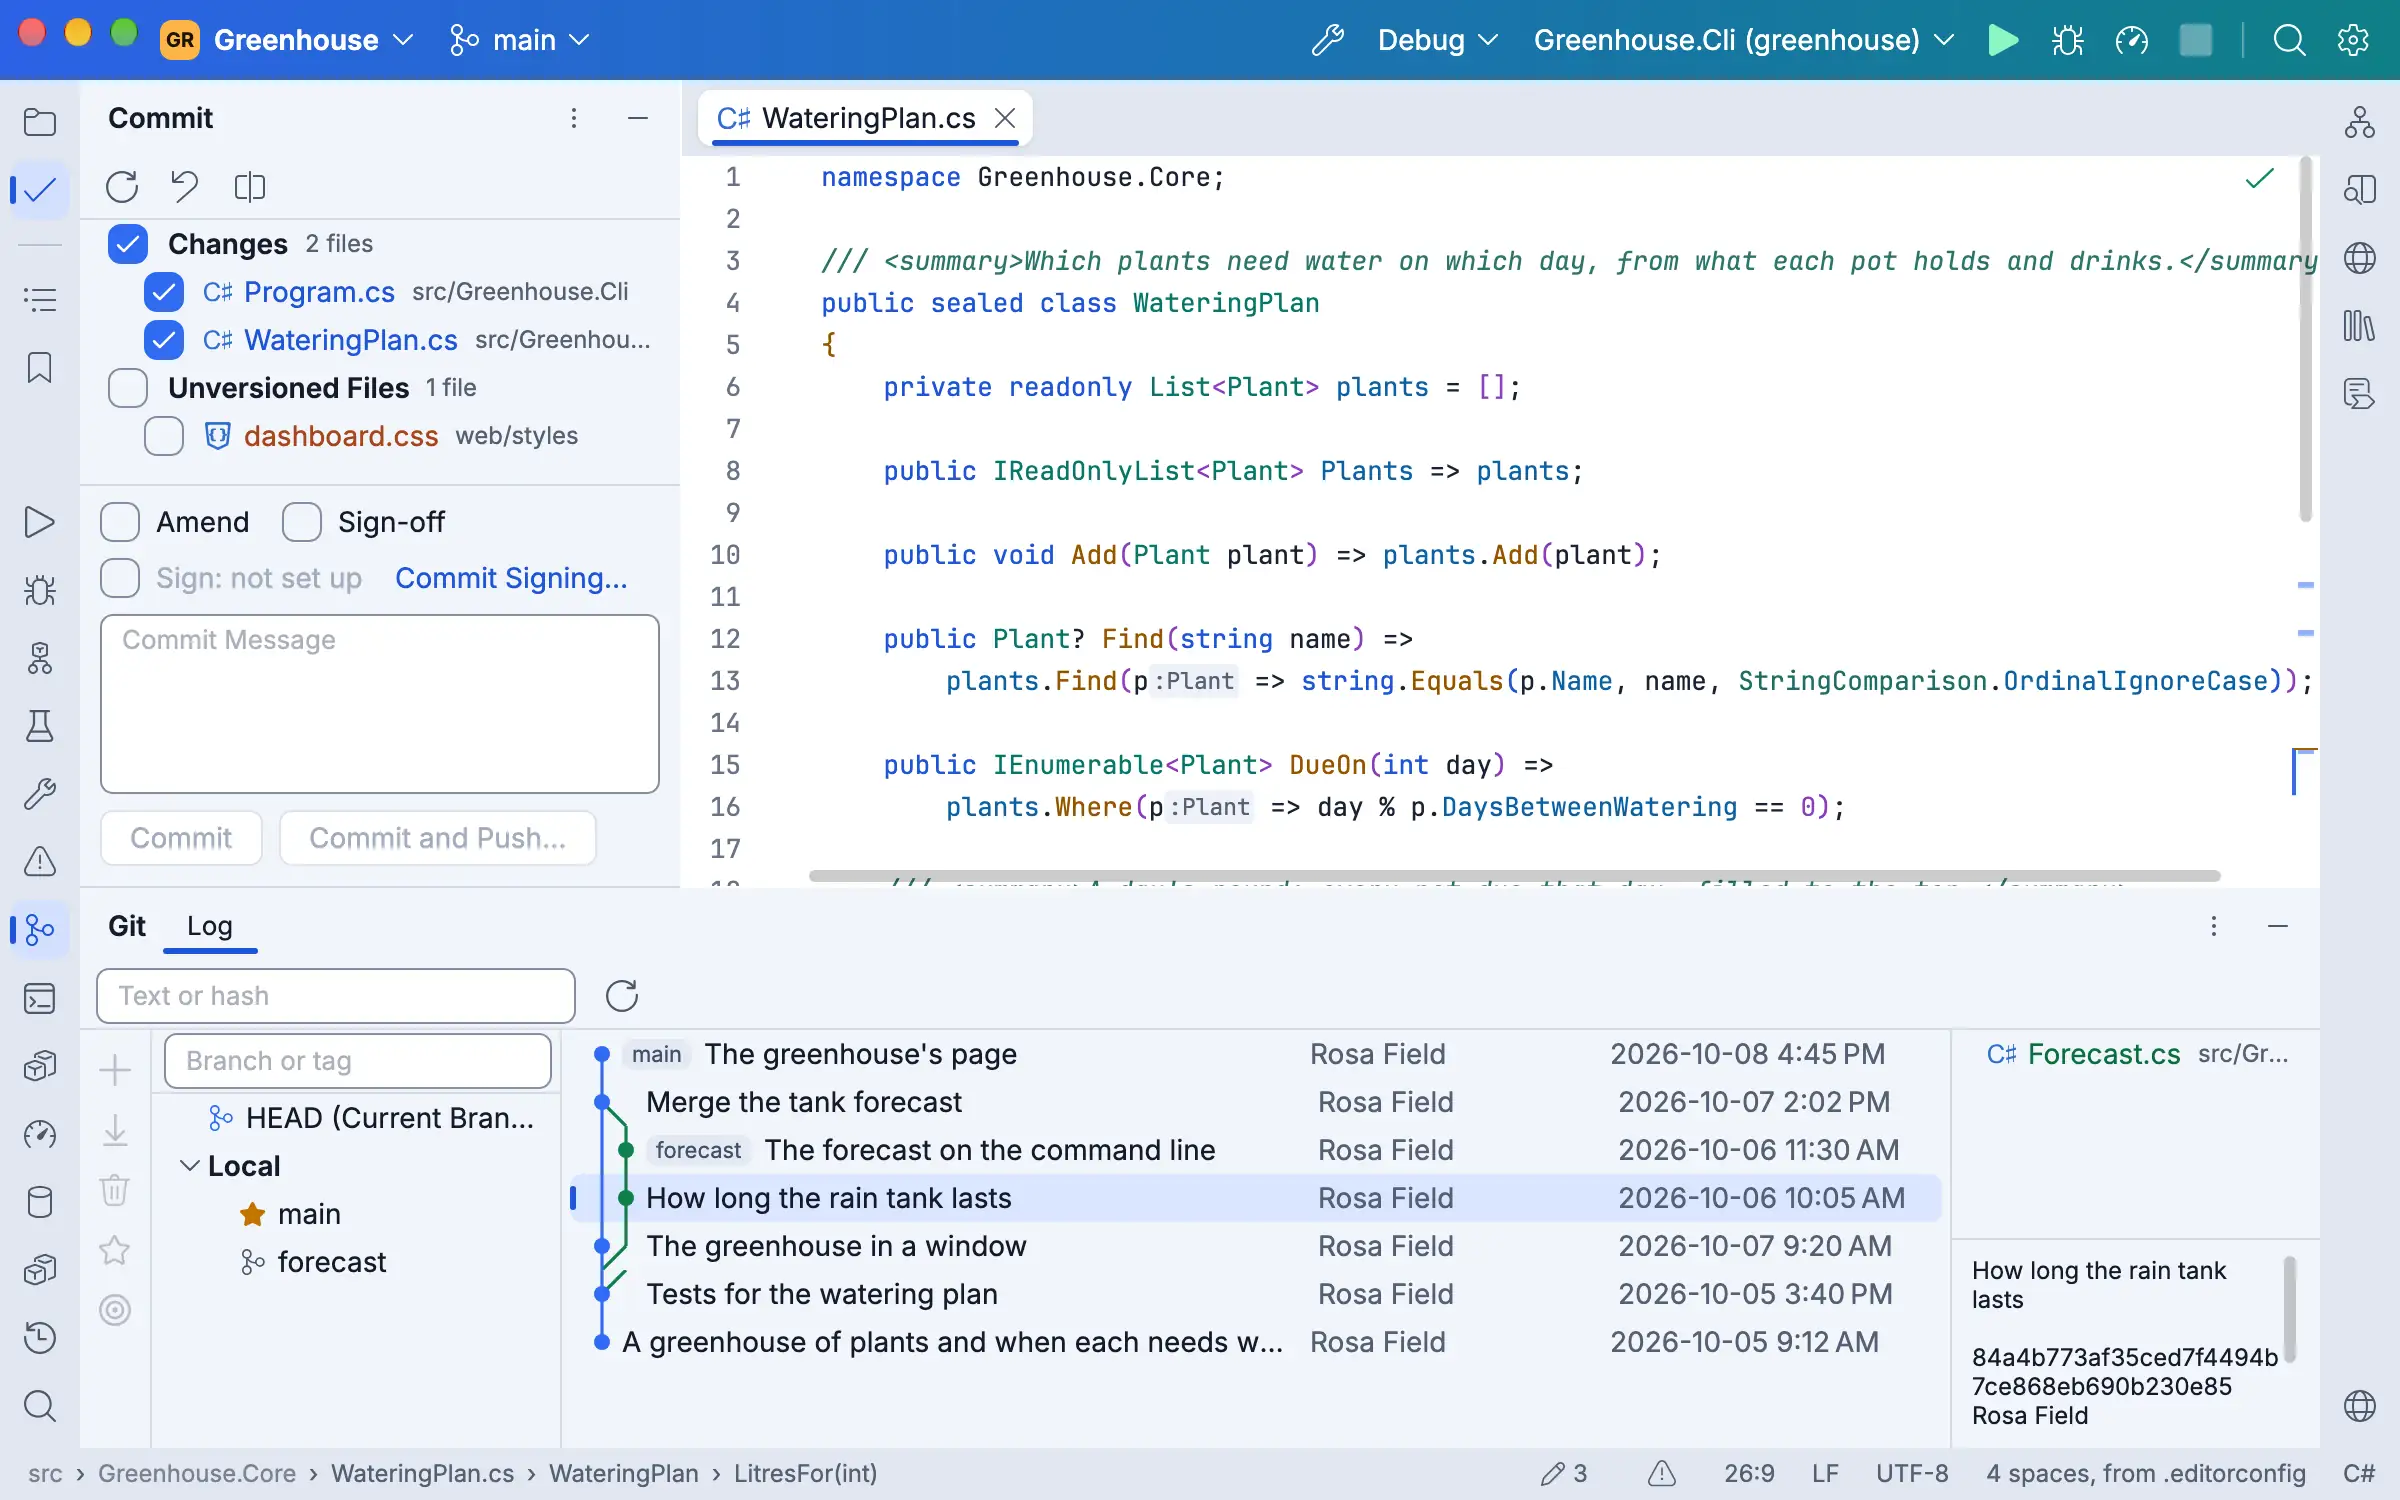 GR Greenhouse main Debug Greenhouse.Cli (greenhouse)
Commit
Changes 2 files
C# Program.cs src/Greenhouse.Cli
C# WateringPlan.cs src/Greenhou...
Unversioned Files 1 file
dashboard.css web/styles
Amend Sign-off
Sign: not set up Commit Signing...
Commit Message
Commit Commit and Push...
C# WateringPlan.cs
1 namespace Greenhouse.Core;
2
3 /// <summary>Which plants need water on which day, from what each pot holds and drinks.</summary
4 public sealed class WateringPlan
5 {
6 private readonly List<Plant> plants = [];
7
8 public IReadOnlyList<Plant> Plants => plants;
9
10 public void Add(Plant plant) => plants.Add(plant);
11
12 public Plant? Find(string name) =>
13 plants.Find(p :Plant => string.Equals(p.Name, name, StringComparison.OrdinalIgnoreCase));
14
15 public IEnumerable<Plant> DueOn(int day) =>
16 plants.Where(p :Plant => day % p.DaysBetweenWatering == 0);
17
Git Log
Text or hash
Branch or tag
HEAD (Current Bran...
Local
main
forecast
main The greenhouse's page Rosa Field 2026-10-08 4:45 PM
Merge the tank forecast Rosa Field 2026-10-07 2:02 PM
forecast The forecast on the command line Rosa Field 2026-10-06 11:30 AM
How long the rain tank lasts Rosa Field 2026-10-06 10:05 AM
The greenhouse in a window Rosa Field 2026-10-07 9:20 AM
Tests for the watering plan Rosa Field 2026-10-05 3:40 PM
A greenhouse of plants and when each needs w... Rosa Field 2026-10-05 9:12 AM
C# Forecast.cs src/Gr...
How long the rain tank
lasts
84a4b773af35ced7f4494b
7ce868eb690b230e85
Rosa Field
src › Greenhouse.Core › WateringPlan.cs › WateringPlan › LitresFor(int) 3 26:9 LF UTF-8 4 spaces, from .editorconfig C#